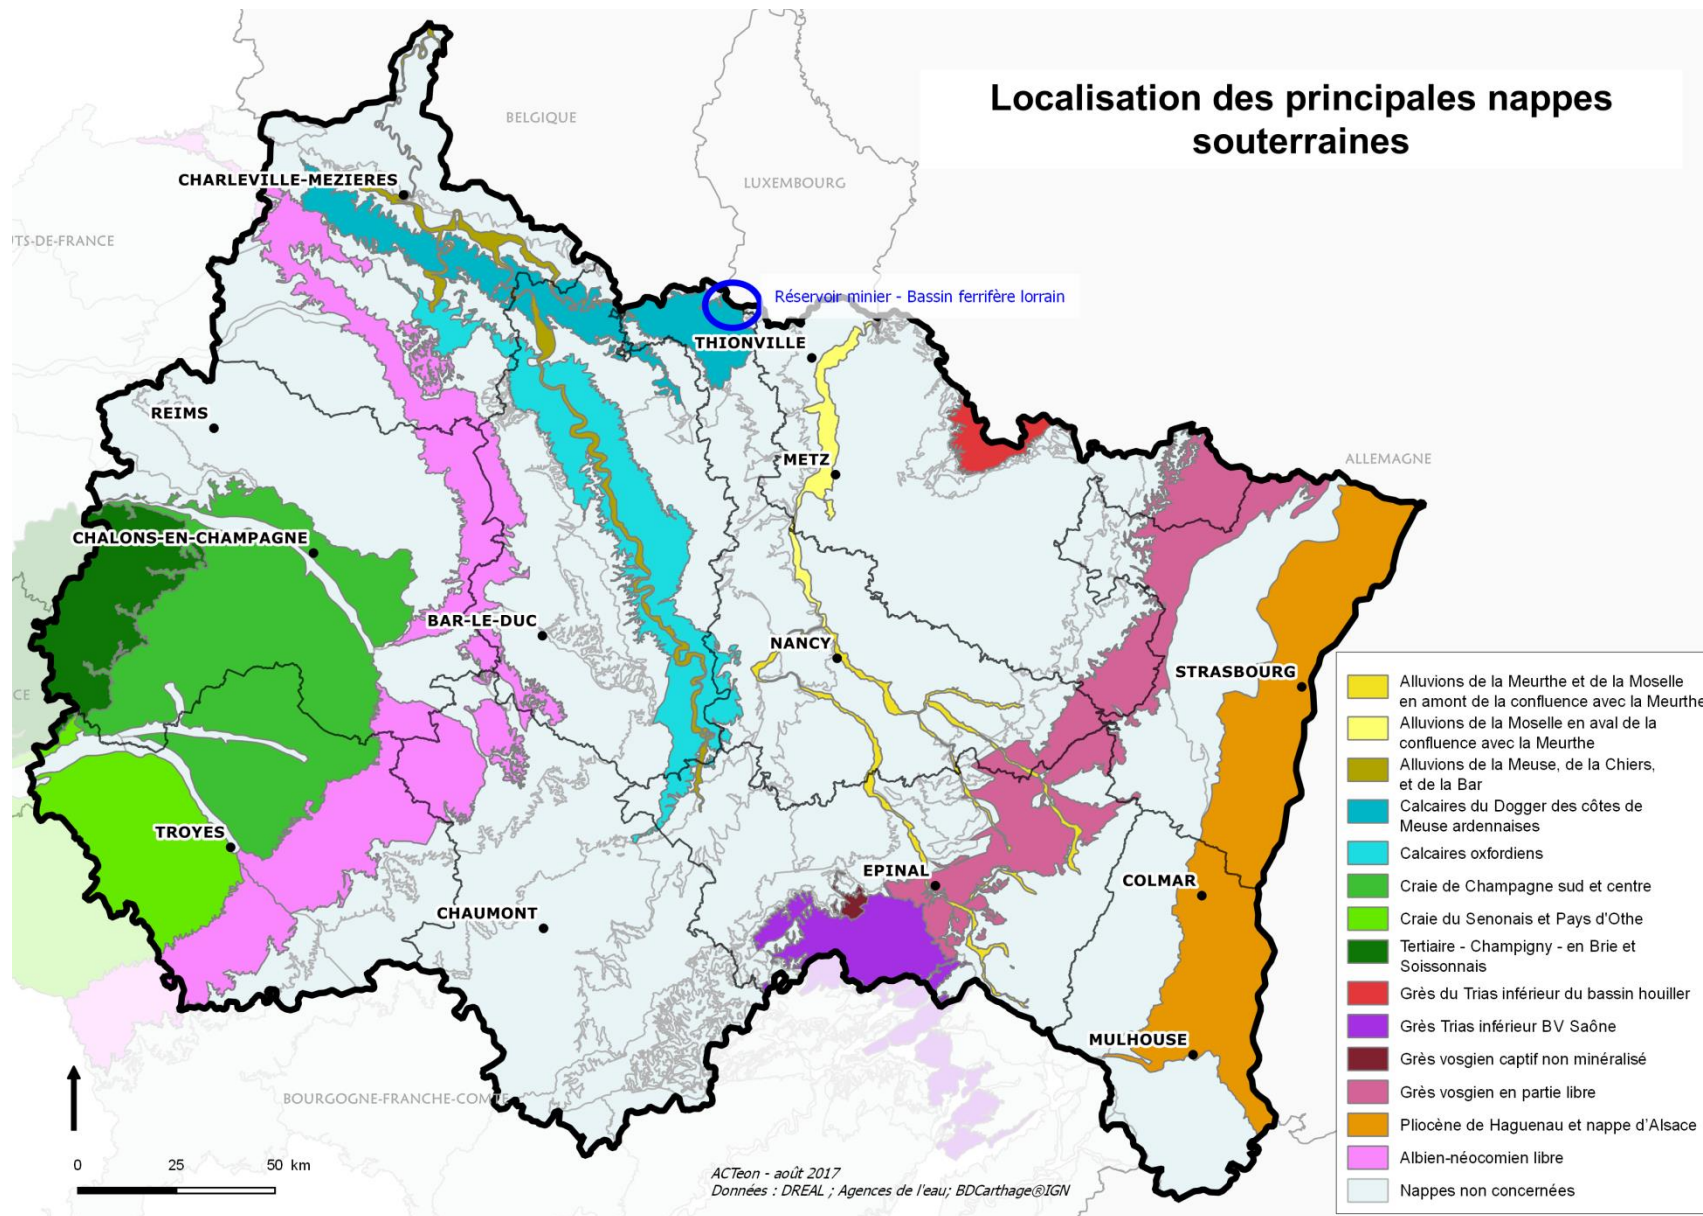 Localisation des principales nappes
souterraines
BELGIQUE
LUXEMBOURG
CHARLEVILLE-MEZIERES
UTS-DE-FRANCE
Réservoir minier - Bassin ferrifère lorrain
THIONVILLE
REIMS
METZ
ALLEMAGNE
CHALONS-EN-CHAMPAGNE
BAR-LE-DUC
NANCY
STRASBOURG
CE
TROYES
EPINAL
COLMAR
CHAUMONT
MULHOUSE
BOURGOGNE-FRANCHE-COMTE
0 25 50 km
ACTeon - août 2017
Données : DREAL ; Agences de l'eau; BDCarthage®IGN
Alluvions de la Meurthe et de la Moselle
en amont de la confluence avec la Meurthe
Alluvions de la Moselle en aval de la
confluence avec la Meurthe
Alluvions de la Meuse, de la Chiers,
et de la Bar
Calcaires du Dogger des côtes de
Meuse ardennaises
Calcaires oxfordiens
Craie de Champagne sud et centre
Craie du Senonais et Pays d'Othe
Tertiaire - Champigny - en Brie et
Soissonnais
Grès du Trias inférieur du bassin houiller
Grès Trias inférieur BV Saône
Grès vosgien captif non minéralisé
Grès vosgien en partie libre
Pliocène de Haguenau et nappe d'Alsace
Albien-néocomien libre
Nappes non concernées